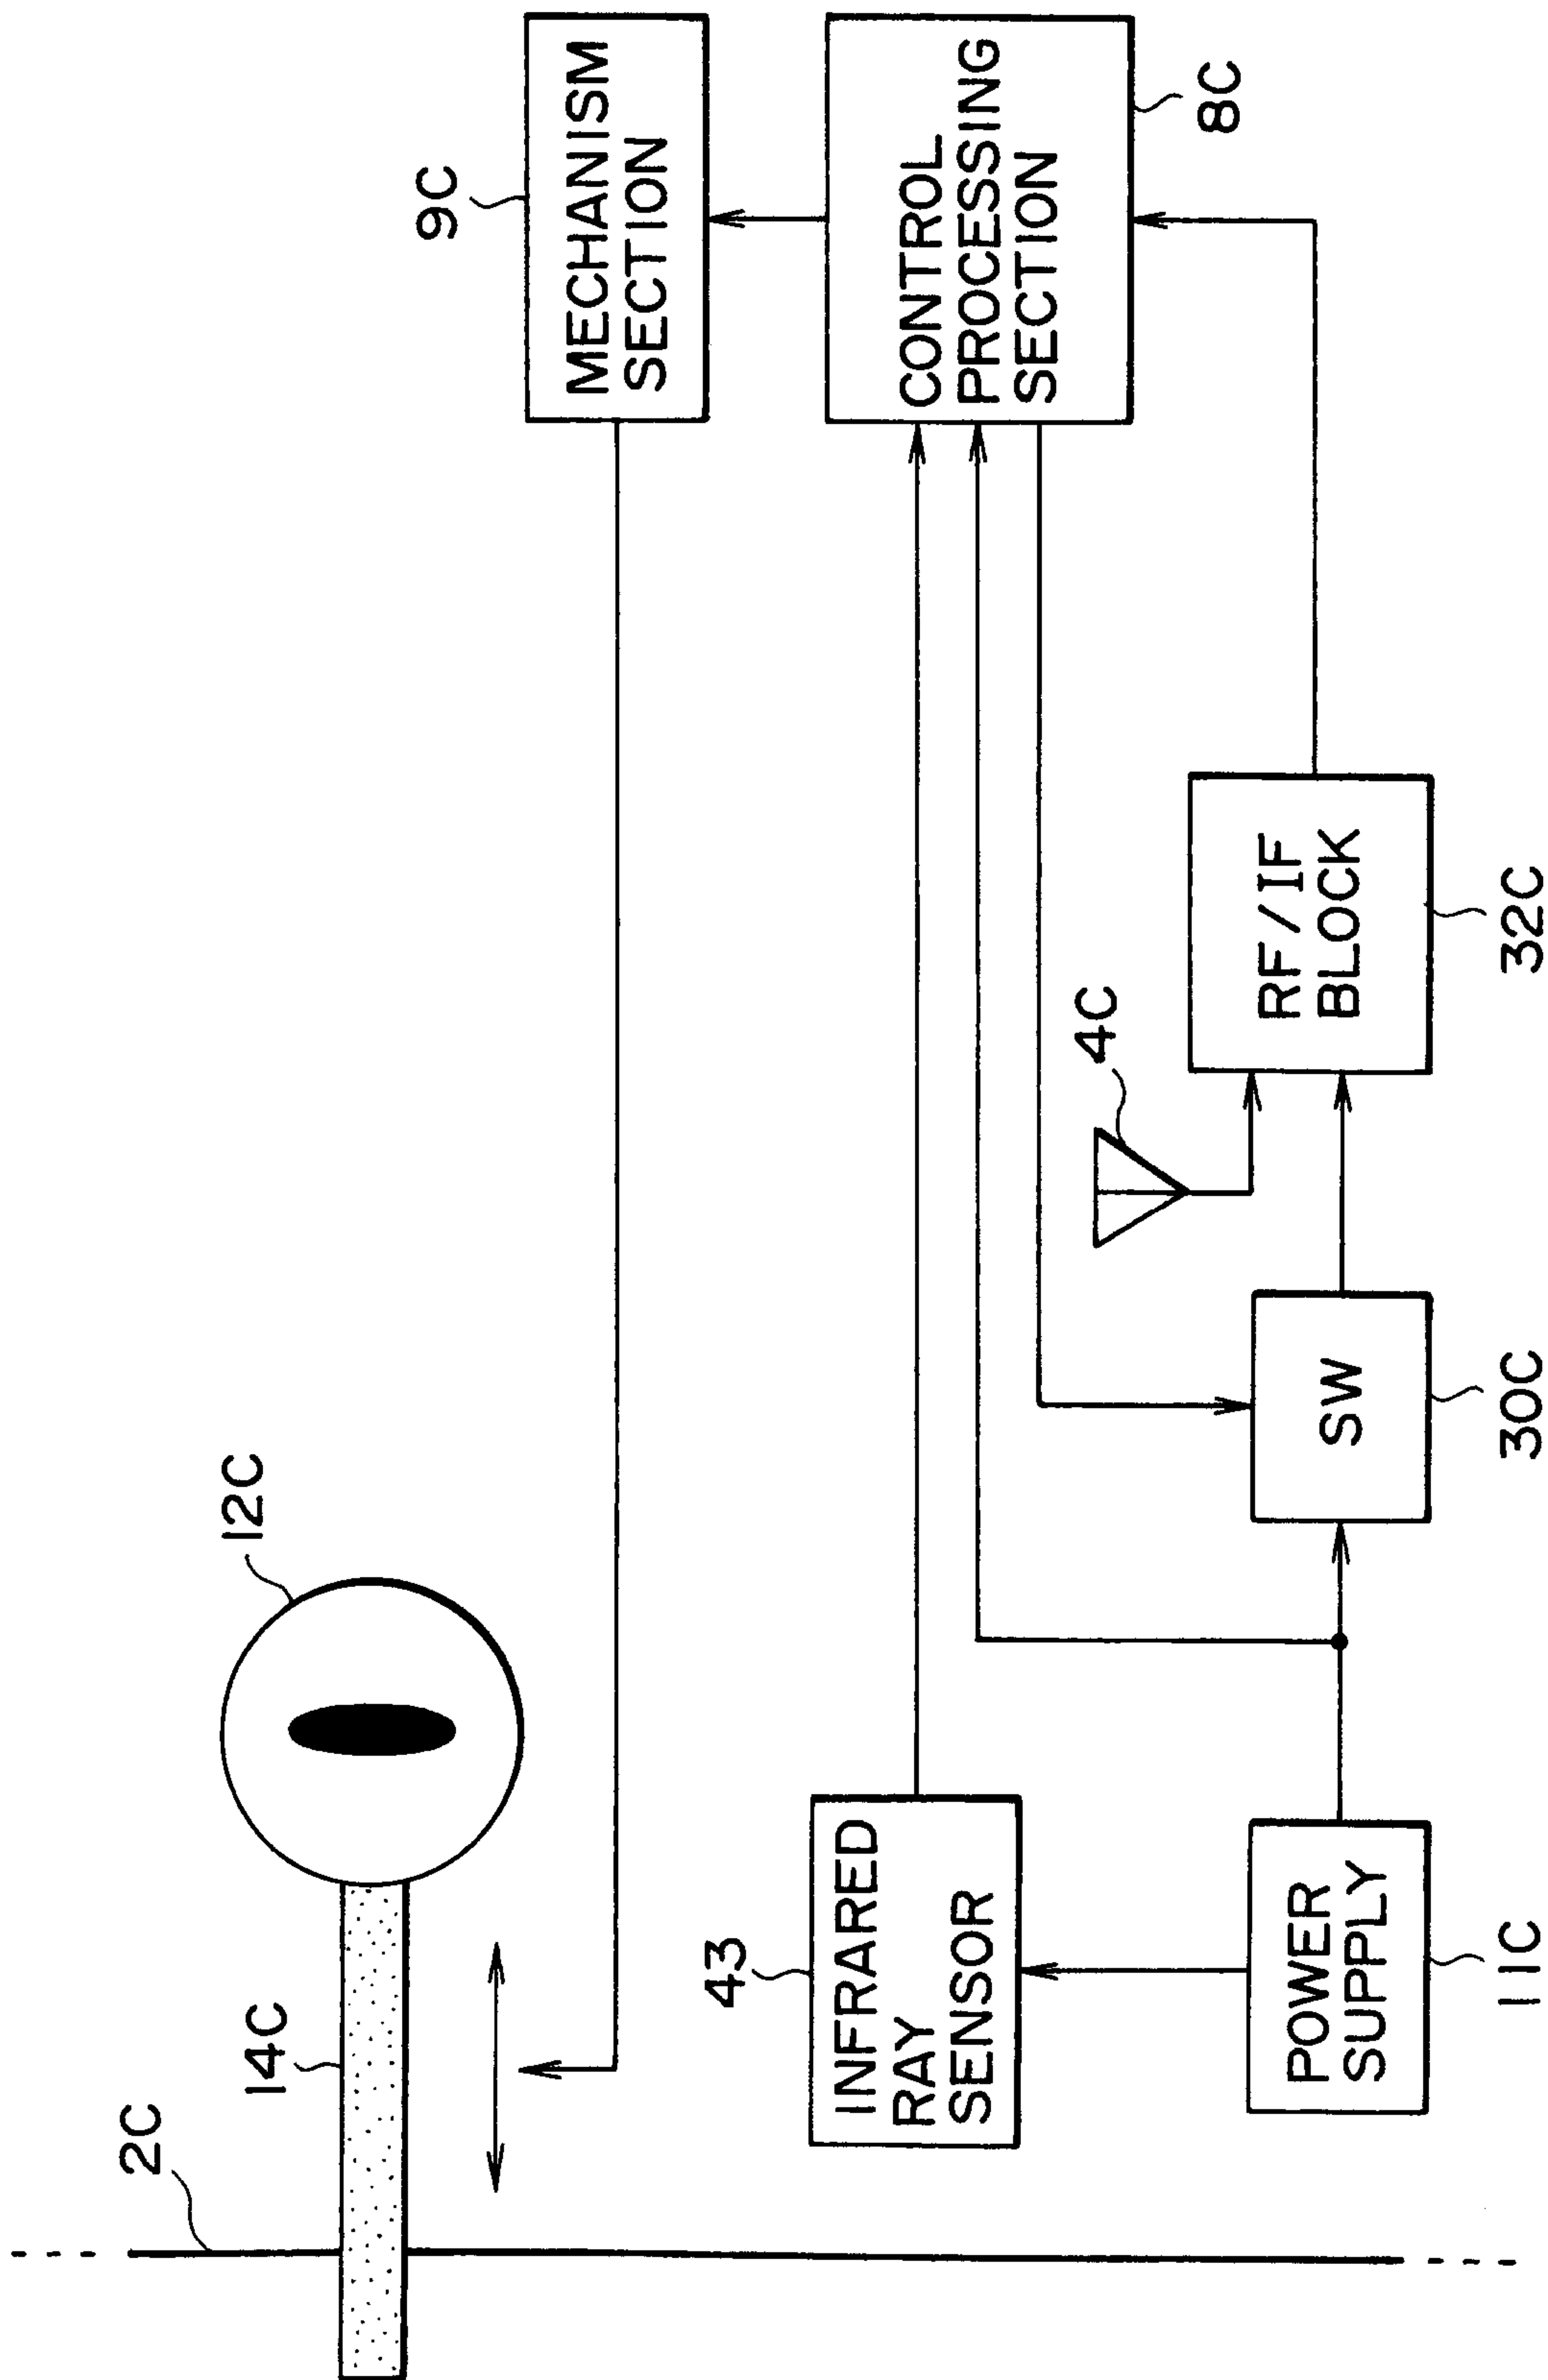 2C
14C
12C
9C
MECHANISM
SECTION
43
INFRARED
RAY
SENSOR
CONTROL
PROCESSING
SECTION
8C
4C
POWER
SUPPLY
11C
SW
30C
RF/IF
BLOCK
32C